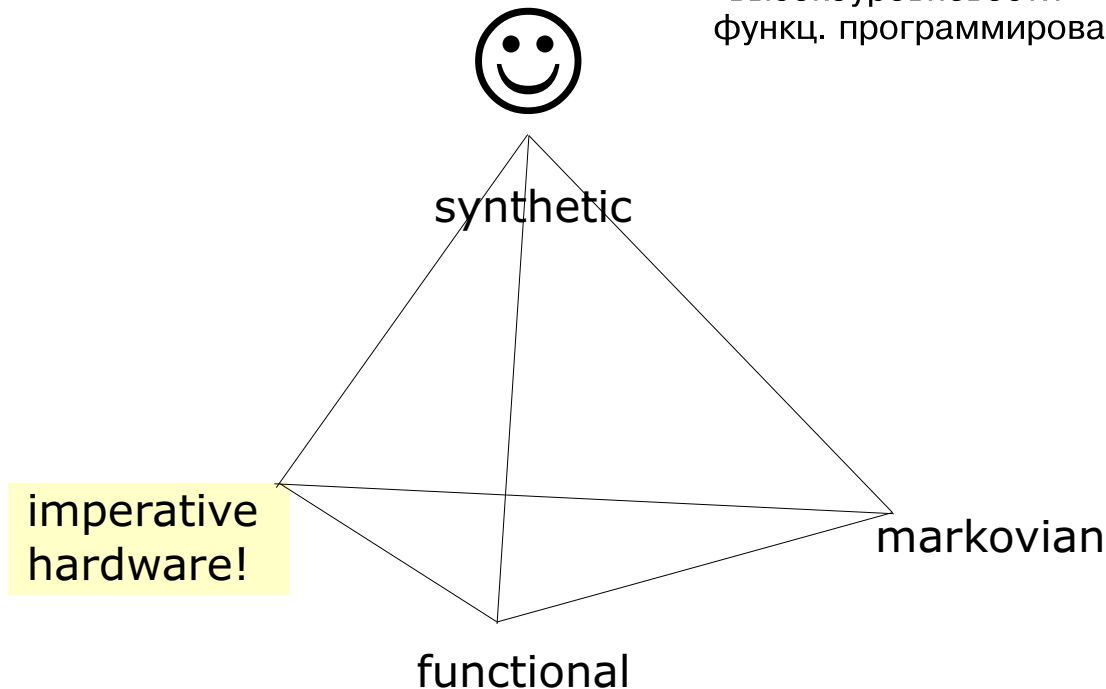 функц. программирова
synthetic
imperative
hardware!
markovian
functional